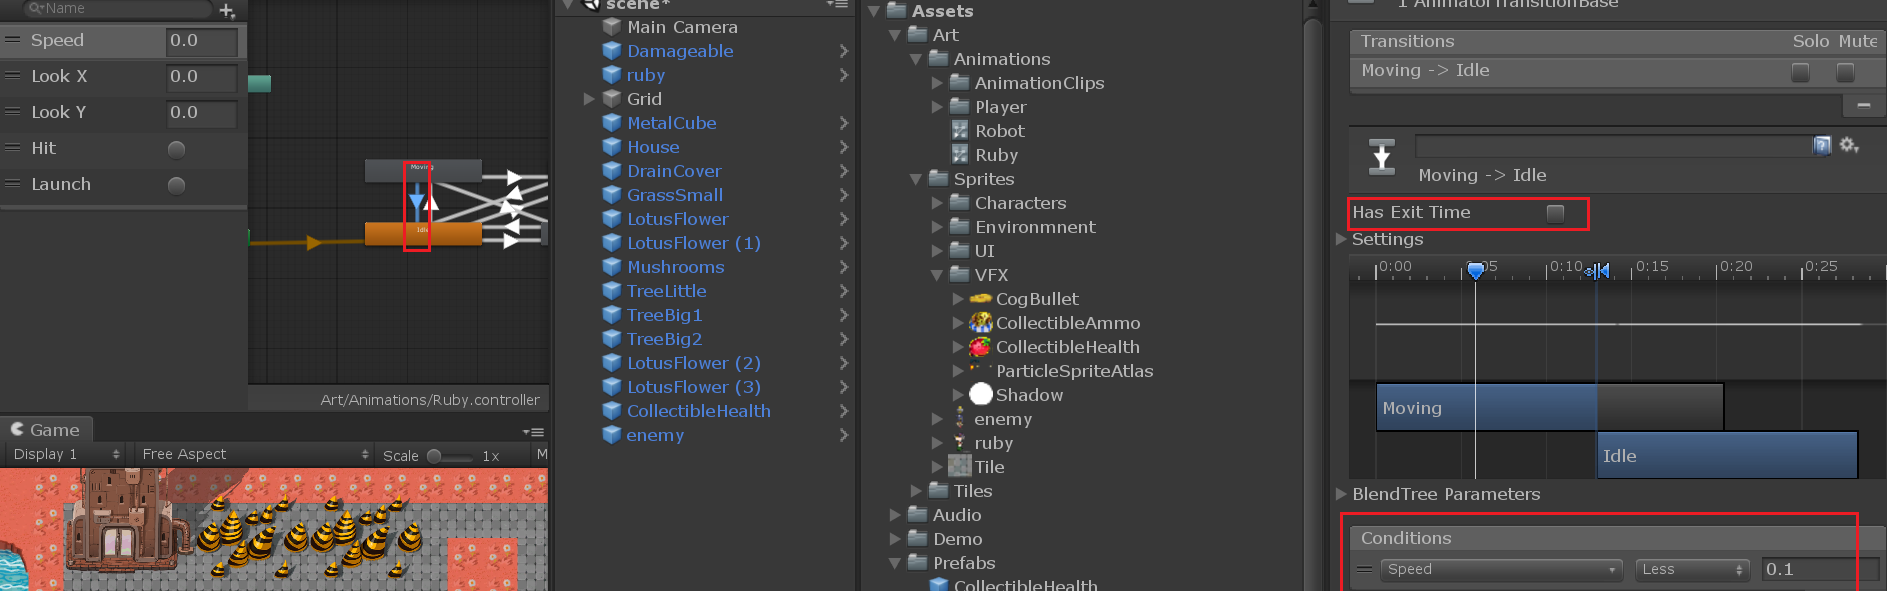 Name
Speed 0.0
Look X 0.0
Look Y 0.0
Hit
Launch
Moving
Idle
Art/Animations/Ruby.controller
Game
Display 1 Free Aspect Scale 1x M
scene*
Main Camera
Damageable
ruby
Grid
MetalCube
House
DrainCover
GrassSmall
LotusFlower
LotusFlower (1)
Mushrooms
TreeLittle
TreeBig1
TreeBig2
LotusFlower (2)
LotusFlower (3)
CollectibleHealth
enemy
Assets
Art
Animations
AnimationClips
Player
Robot
Ruby
Sprites
Characters
Environmnent
UI
VFX
CogBullet
CollectibleAmmo
CollectibleHealth
ParticleSpriteAtlas
Shadow
enemy
ruby
Tile
Tiles
Audio
Demo
Prefabs
CollectibleHealth
1 AnimatorTransitionBase
Transitions Solo Mute
Moving -> Idle
Moving -> Idle
Has Exit Time
Settings
0:00 0:05 0:10 0:15 0:20 0:25
Moving
Idle
BlendTree Parameters
Conditions
Speed Less 0.1